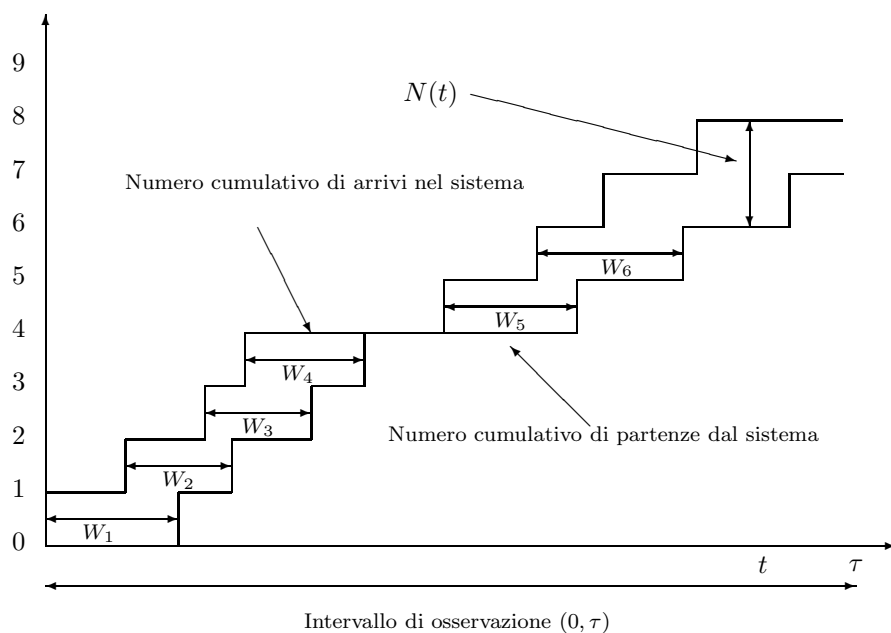 9
N(t)
8
7
Numero cumulativo di arrivi nel sistema
6
W6
5
W5
4
W4
3
W3
Numero cumulativo di partenze dal sistema
2
W2
1
W1
0
t
τ
Intervallo di osservazione (0, τ)